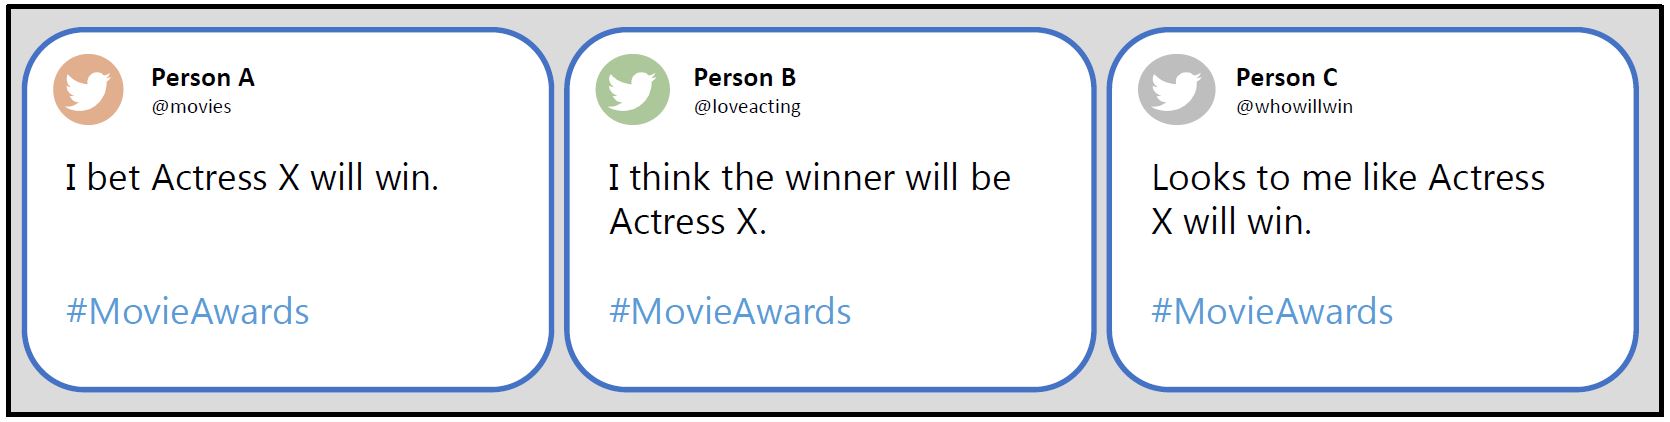 Person A
@movies
I bet Actress X will win.
#MovieAwards
Person B
@loveacting
I think the winner will be
Actress X.
#MovieAwards
Person C
@whowillwin
Looks to me like Actress
X will win.
#MovieAwards